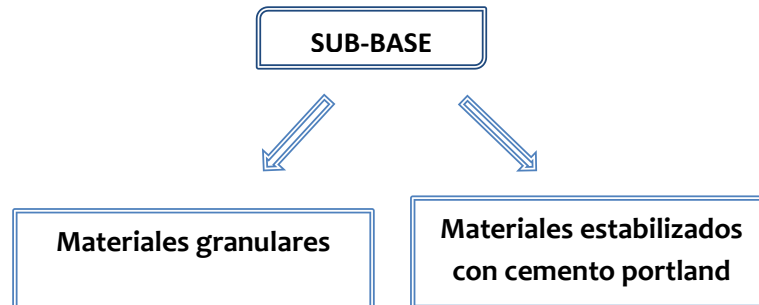 SUB-BASE
Materiales granulares
Materiales estabilizados
con cemento portland